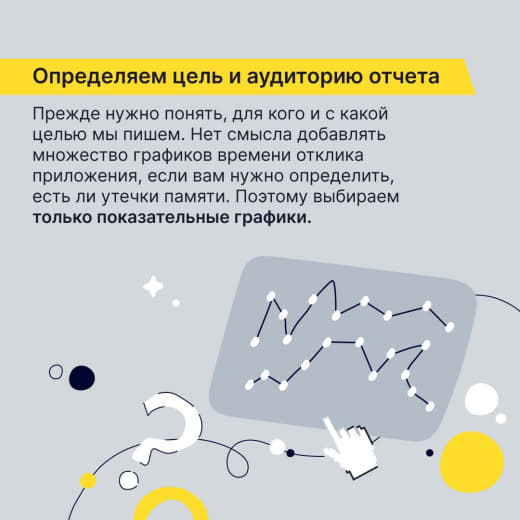 Определяем цель и аудиторию отчета
Прежде нужно понять, для кого и с какой
целью мы пишем. Нет смысла добавлять
множество графиков времени отклика
приложения, если вам нужно определить,
есть ли утечки памяти. Поэтому выбираем
только показательные графики.